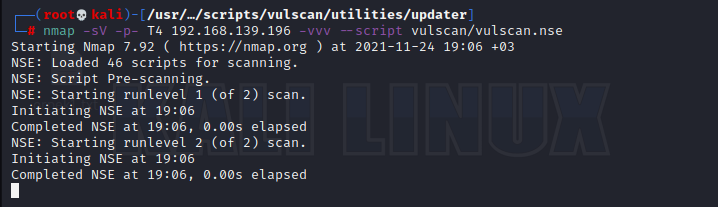 ┌──(root💀kali)-[/usr/…/scripts/vulscan/utilities/updater]
└─# nmap -sV -p- T4 192.168.139.196 -vvv --script vulscan/vulscan.nse
Starting Nmap 7.92 ( https://nmap.org ) at 2021-11-24 19:06 +03
NSE: Loaded 46 scripts for scanning.
NSE: Script Pre-scanning.
NSE: Starting runlevel 1 (of 2) scan.
Initiating NSE at 19:06
Completed NSE at 19:06, 0.00s elapsed
NSE: Starting runlevel 2 (of 2) scan.
Initiating NSE at 19:06
Completed NSE at 19:06, 0.00s elapsed
KALI LINUX